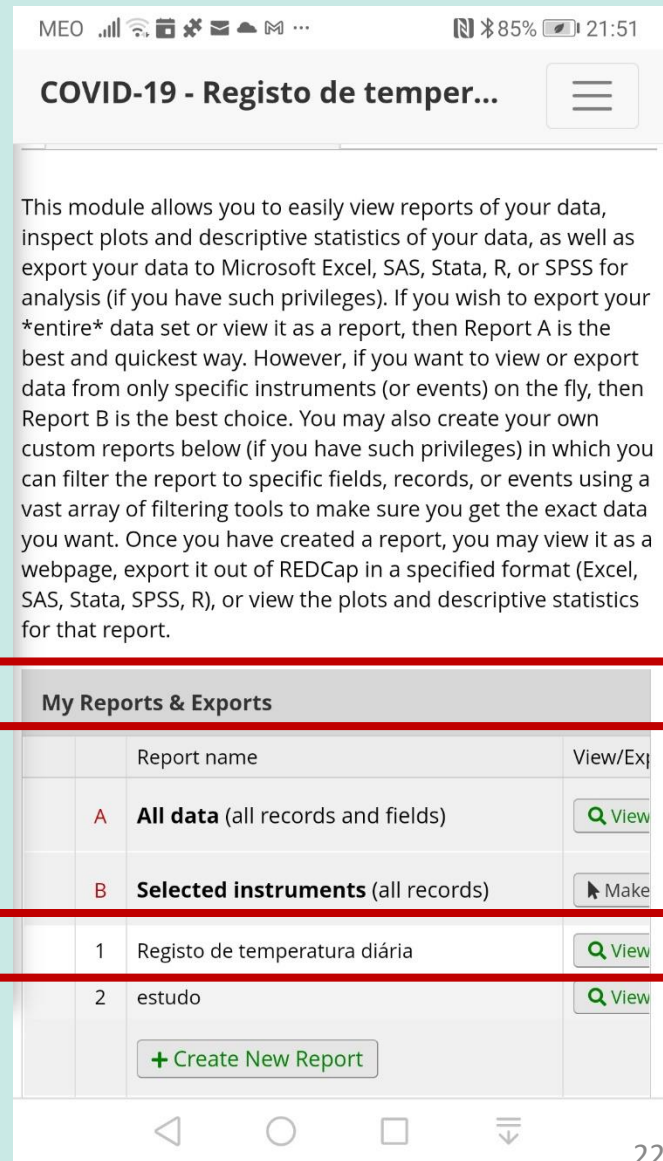 MEO ... 85% 21:51
COVID-19 - Registo de temper...
This module allows you to easily view reports of your data,
inspect plots and descriptive statistics of your data, as well as
export your data to Microsoft Excel, SAS, Stata, R, or SPSS for
analysis (if you have such privileges). If you wish to export your
*entire* data set or view it as a report, then Report A is the
best and quickest way. However, if you want to view or export
data from only specific instruments (or events) on the fly, then
Report B is the best choice. You may also create your own
custom reports below (if you have such privileges) in which you
can filter the report to specific fields, records, or events using a
vast array of filtering tools to make sure you get the exact data
you want. Once you have created a report, you may view it as a
webpage, export it out of REDCap in a specified format (Excel,
SAS, Stata, SPSS, R), or view the plots and descriptive statistics
for that report.
My Reports & Exports
Report name View/Exp
A All data (all records and fields) View
B Selected instruments (all records) Make
1 Registo de temperatura diária View
2 estudo View
+ Create New Report
22